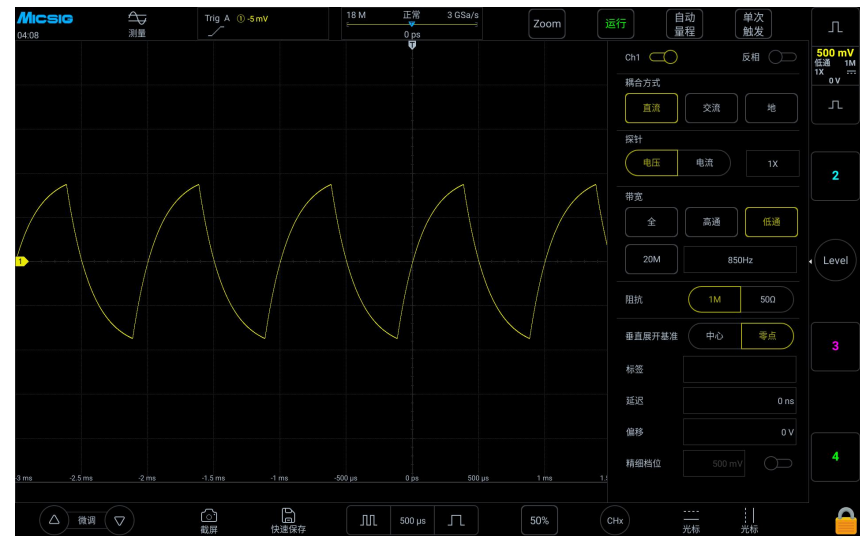 Micsig
04:08
测量
Trig A ① -5 mV
18 M 正常 3 GSa/s
0 ps
T
Zoom
运行
自动
量程
单次
触发
500 mV
低通 1M
1X
0 V
Ch1 反相
耦合方式
直流 交流 地
探针
电压 电流 1X
带宽
全 高通 低通
20M 850Hz
阻抗 1M 50Ω
垂直展开基准 中心 零点
标签
延迟 0 ns
偏移 0 V
精细档位 500 mV
2
Level
3
4
1
-3 ms -2.5 ms -2 ms -1.5 ms -1 ms -500 µs 0 ps 500 µs 1 ms 1.
微调
截屏
快速保存
500 µs
50%
CHx
光标
光标